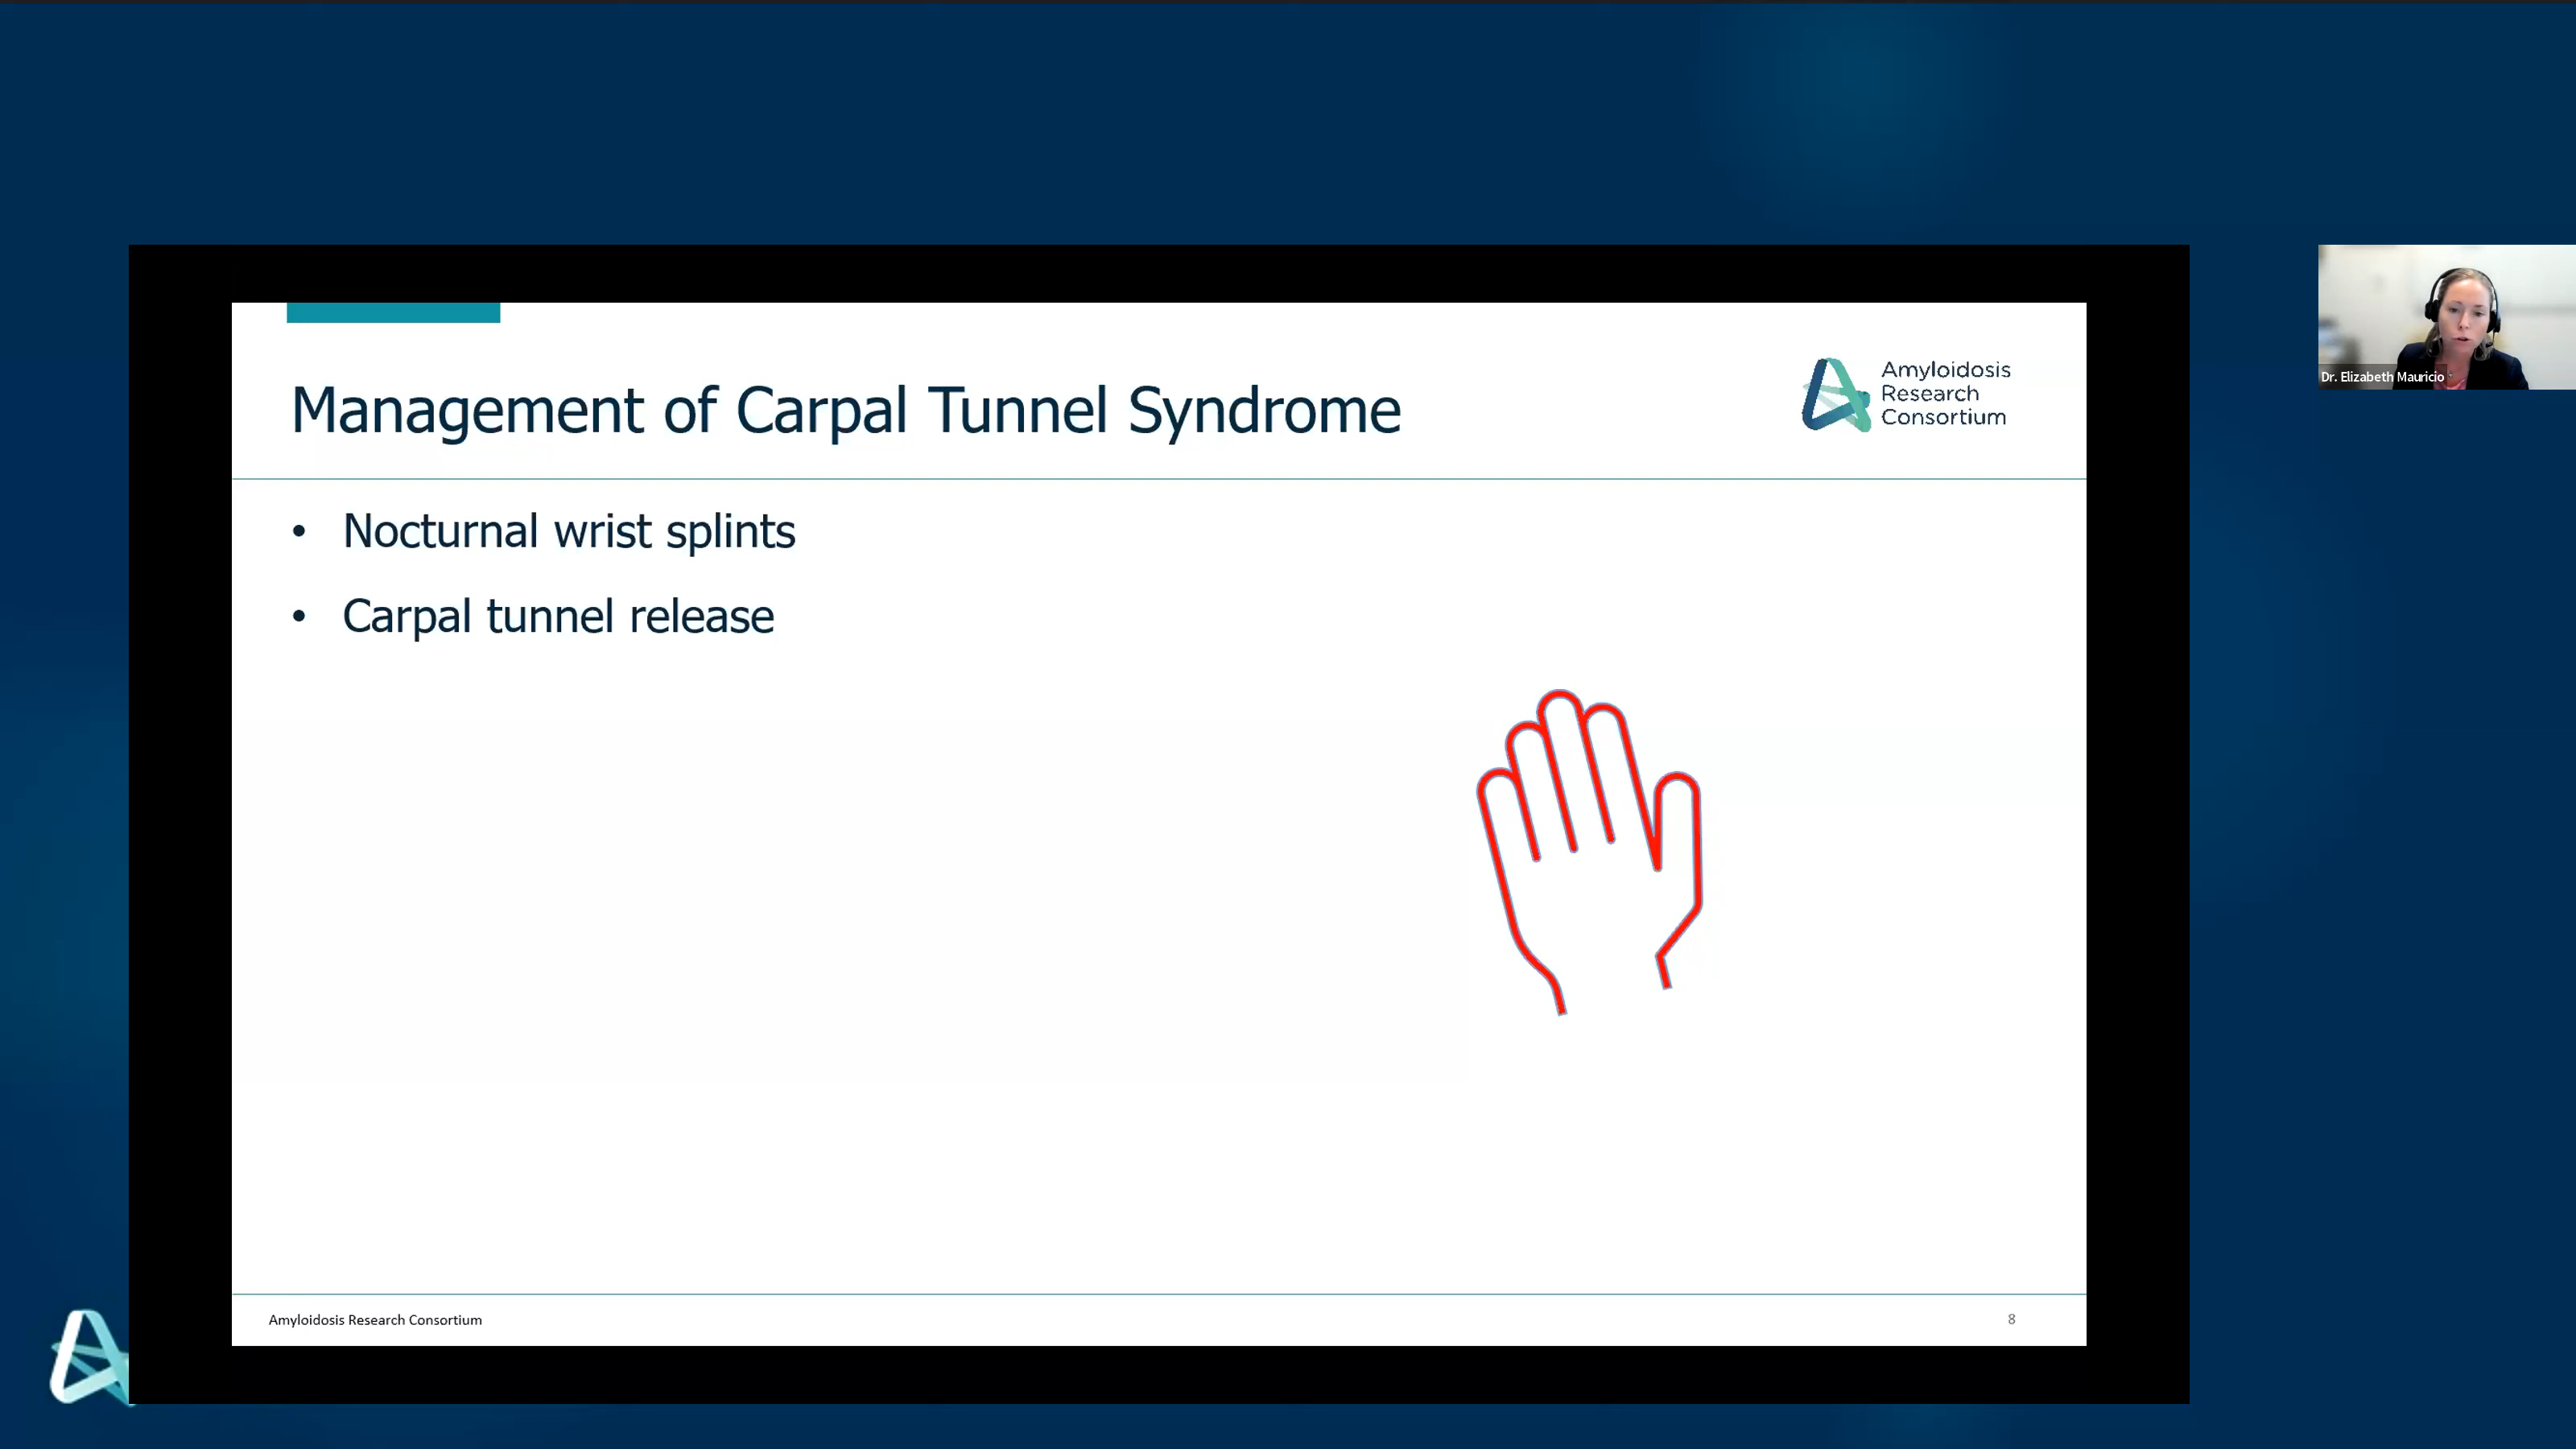 Management of Carpal Tunnel Syndrome
Amyloidosis
Research
Consortium
• Nocturnal wrist splints
• Carpal tunnel release
Amyloidosis Research Consortium
8
Dr. Elizabeth Mauricio